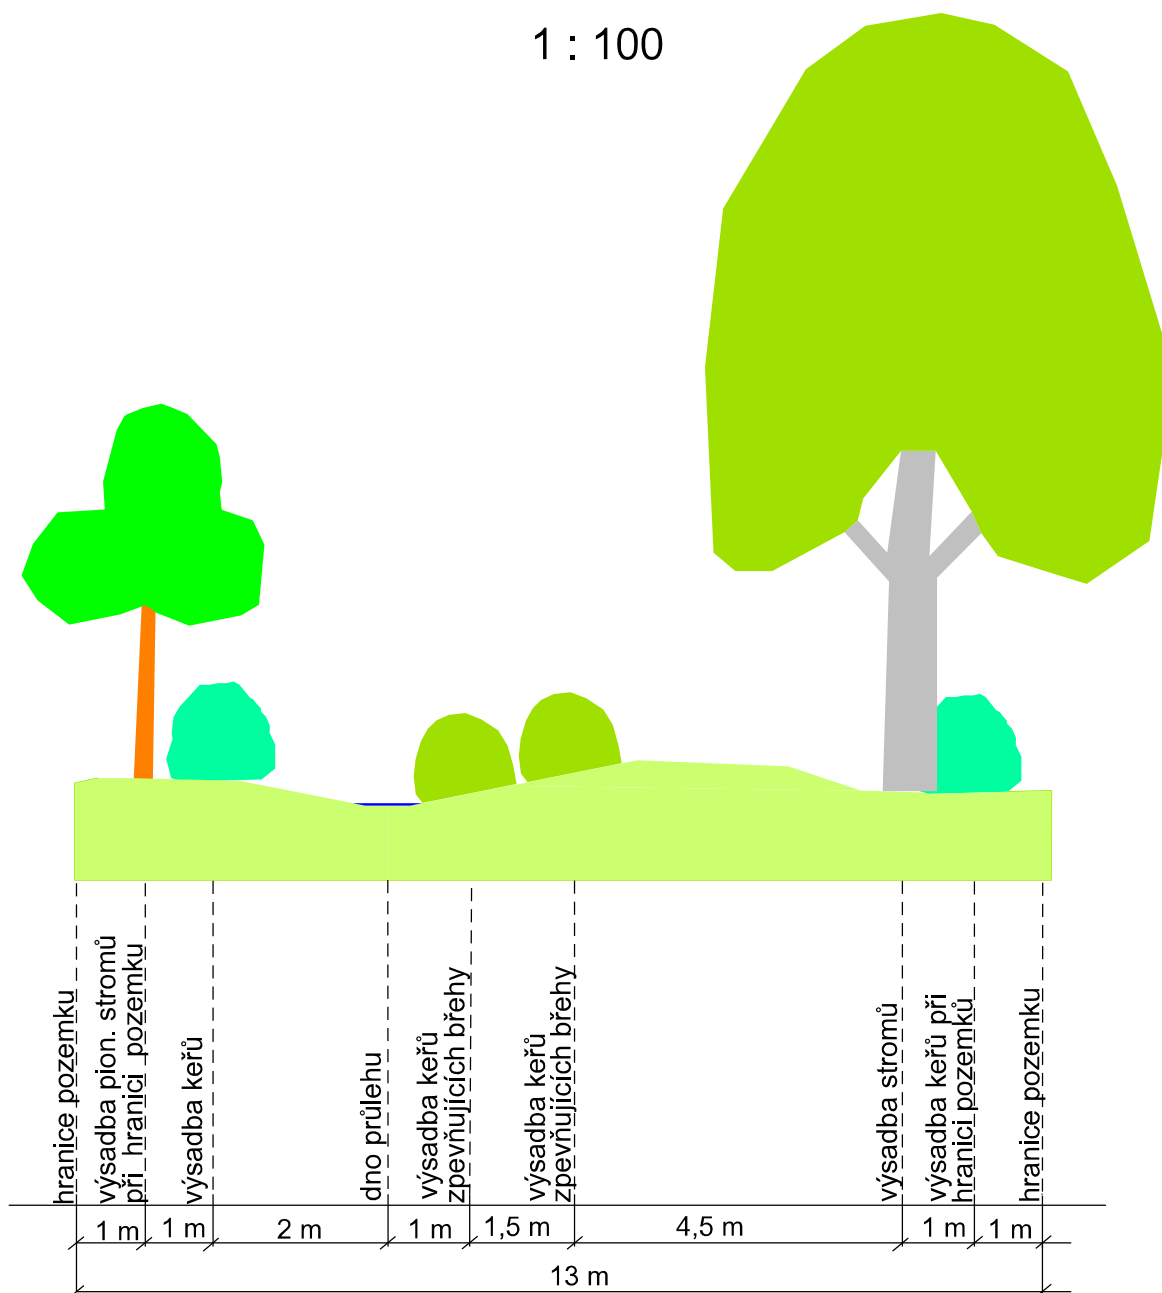 1 : 100
hranice pozemku
výsadba pion. stromů
při hranici pozemku
výsadba keřů
dno průlehu
výsadba keřů
zpevňujících břehy
výsadba keřů
zpevňujících břehy
výsadba stromů
výsadba keřů při
hranici pozemků
hranice pozemku
1 m
1 m
2 m
1 m
1,5 m
4,5 m
1 m
1 m
13 m